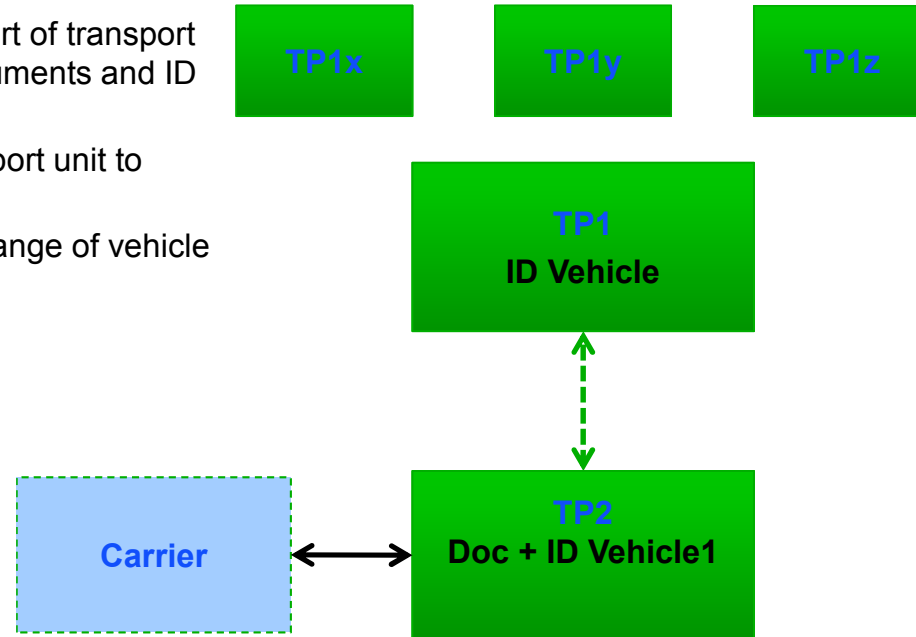 rt of transport
uments and ID
port unit to
ange of vehicle
TP1x
TP1y
TP1z
TP1
ID Vehicle
TP2
Doc + ID Vehicle1
Carrier